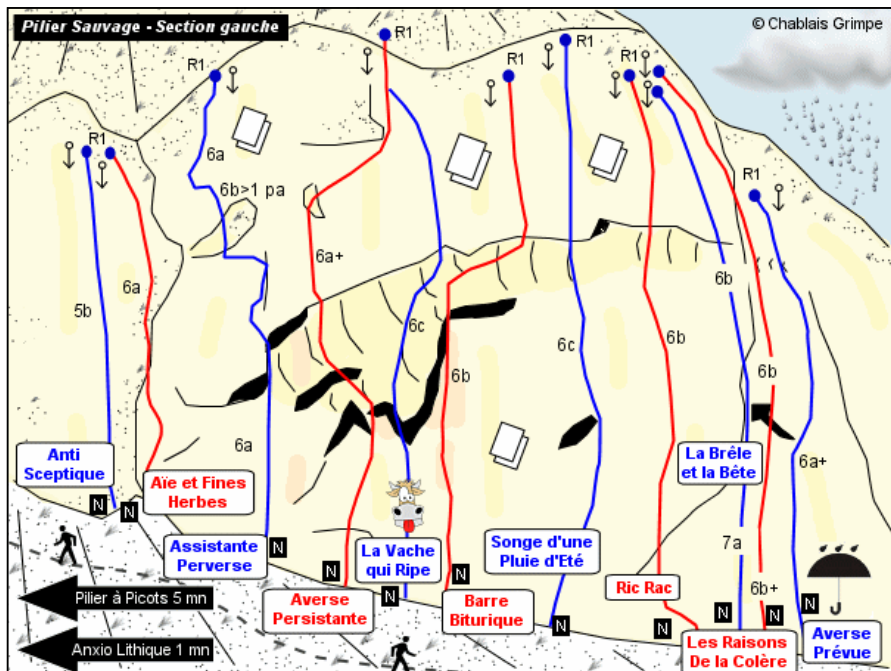 Pilier Sauvage - Section gauche
© Chablais Grimpe
R1
R1
R1
R1
R1
R1
R1
6a
6b>1 pa
6a+
5b
6a
6c
6b
6c
6b
6b
6b
6a
6a+
7a
6b+
Anti
Sceptique
Aïe et Fines
Herbes
Assistante
Perverse
Averse
Persistante
La Vache
qui Ripe
Barre
Biturique
Songe d'une
Pluie d'Eté
Ric Rac
La Brêle
et la Bête
Les Raisons
De la Colère
Averse
Prévue
N
N
N
N
N
N
N
N
N
N
N
Pilier à Picots 5 mn
Anxio Lithique 1 mn